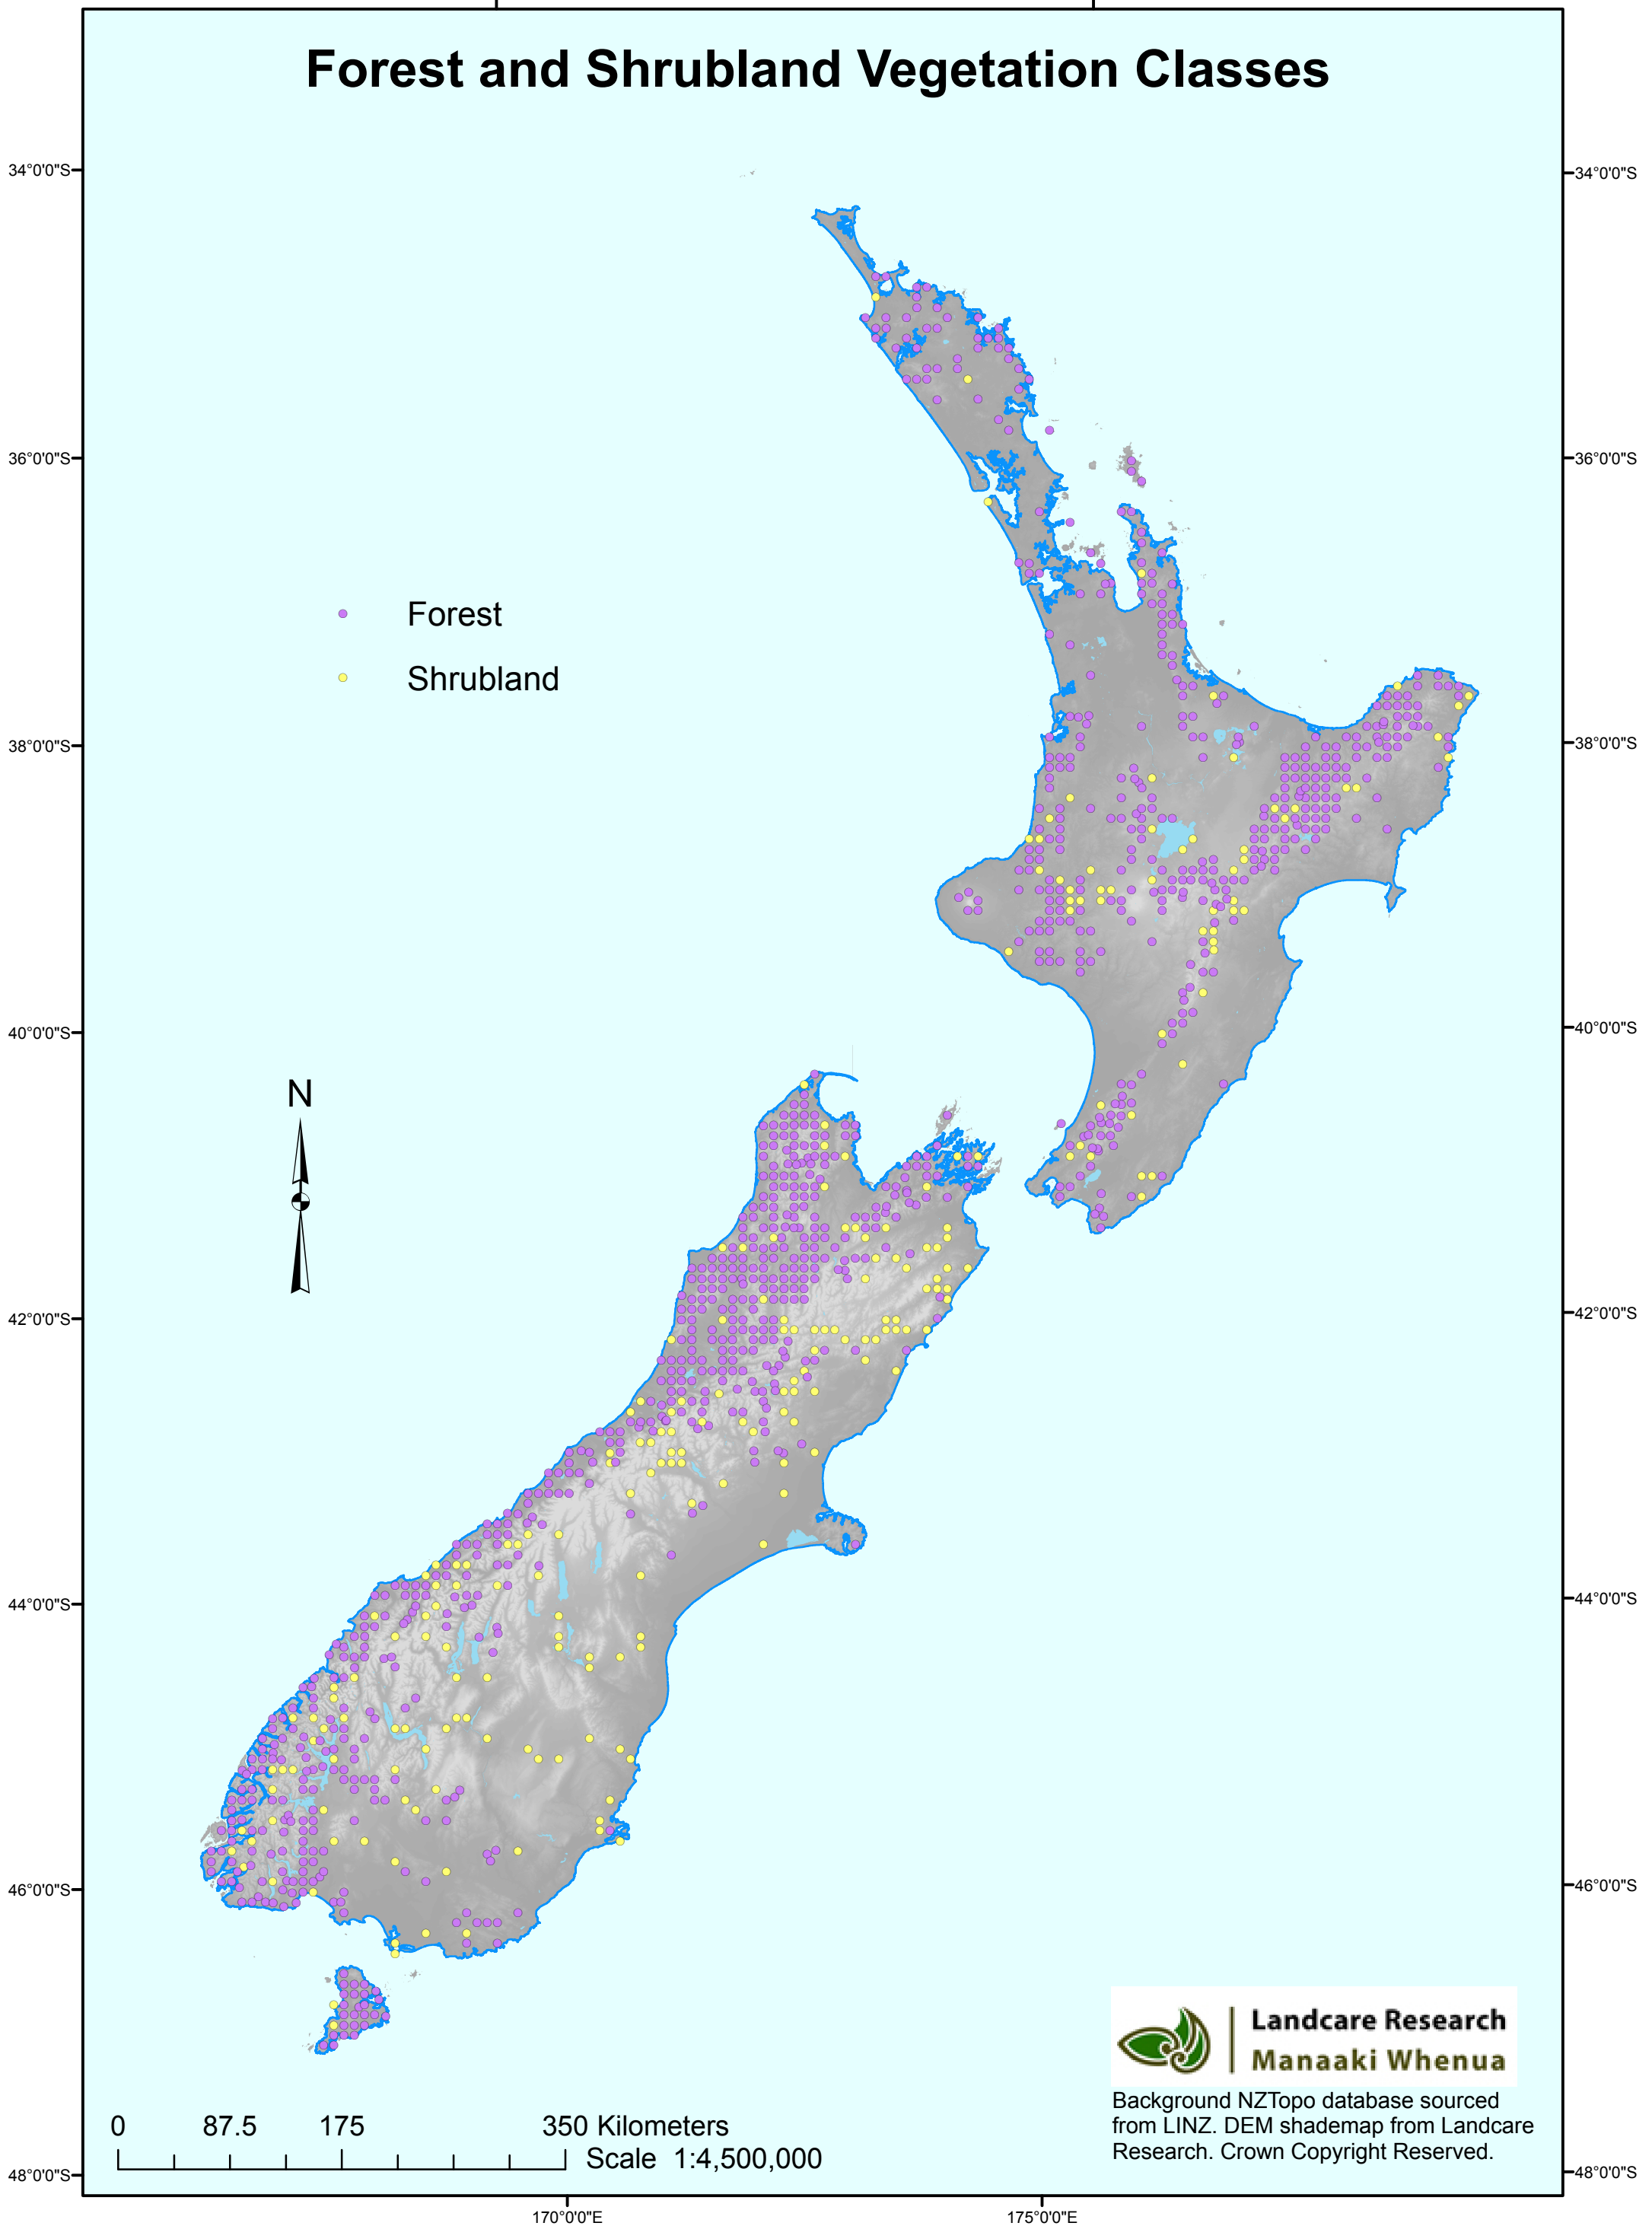 Forest and Shrubland Vegetation Classes
34°0'0"S
34°0'0"S
36°0'0"S
36°0'0"S
Forest
Shrubland
38°0'0"S
38°0'0"S
40°0'0"S
40°0'0"S
N
42°0'0"S
42°0'0"S
44°0'0"S
44°0'0"S
46°0'0"S
46°0'0"S
Landcare Research
Manaaki Whenua
Background NZTopo database sourced
from LINZ. DEM shademap from Landcare
Research. Crown Copyright Reserved.
0 87.5 175 350 Kilometers
Scale 1:4,500,000
48°0'0"S
48°0'0"S
170°0'0"E
175°0'0"E